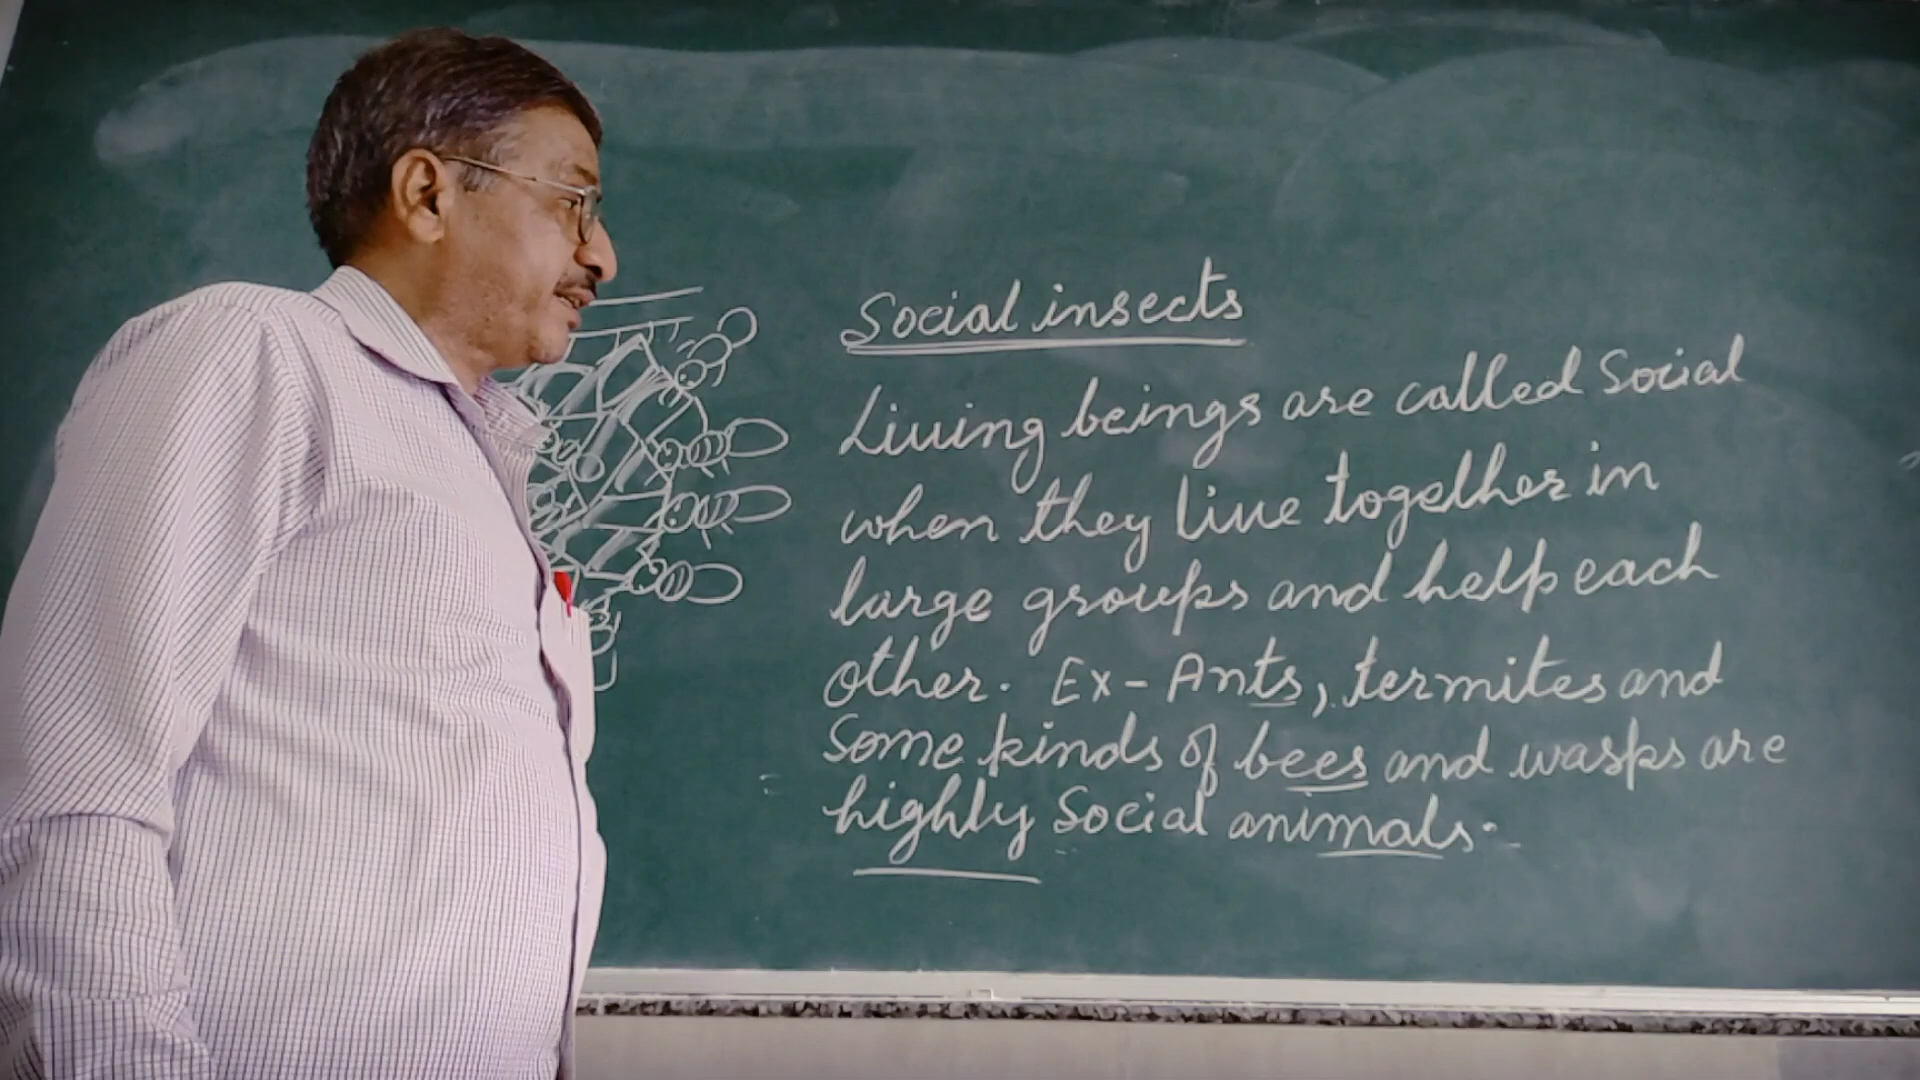 Social insects
Living beings are called Social
when they live together in
large groups and help each
other. Ex- Ants, termites and
Some kinds of bees and wasps are
highly Social animals.